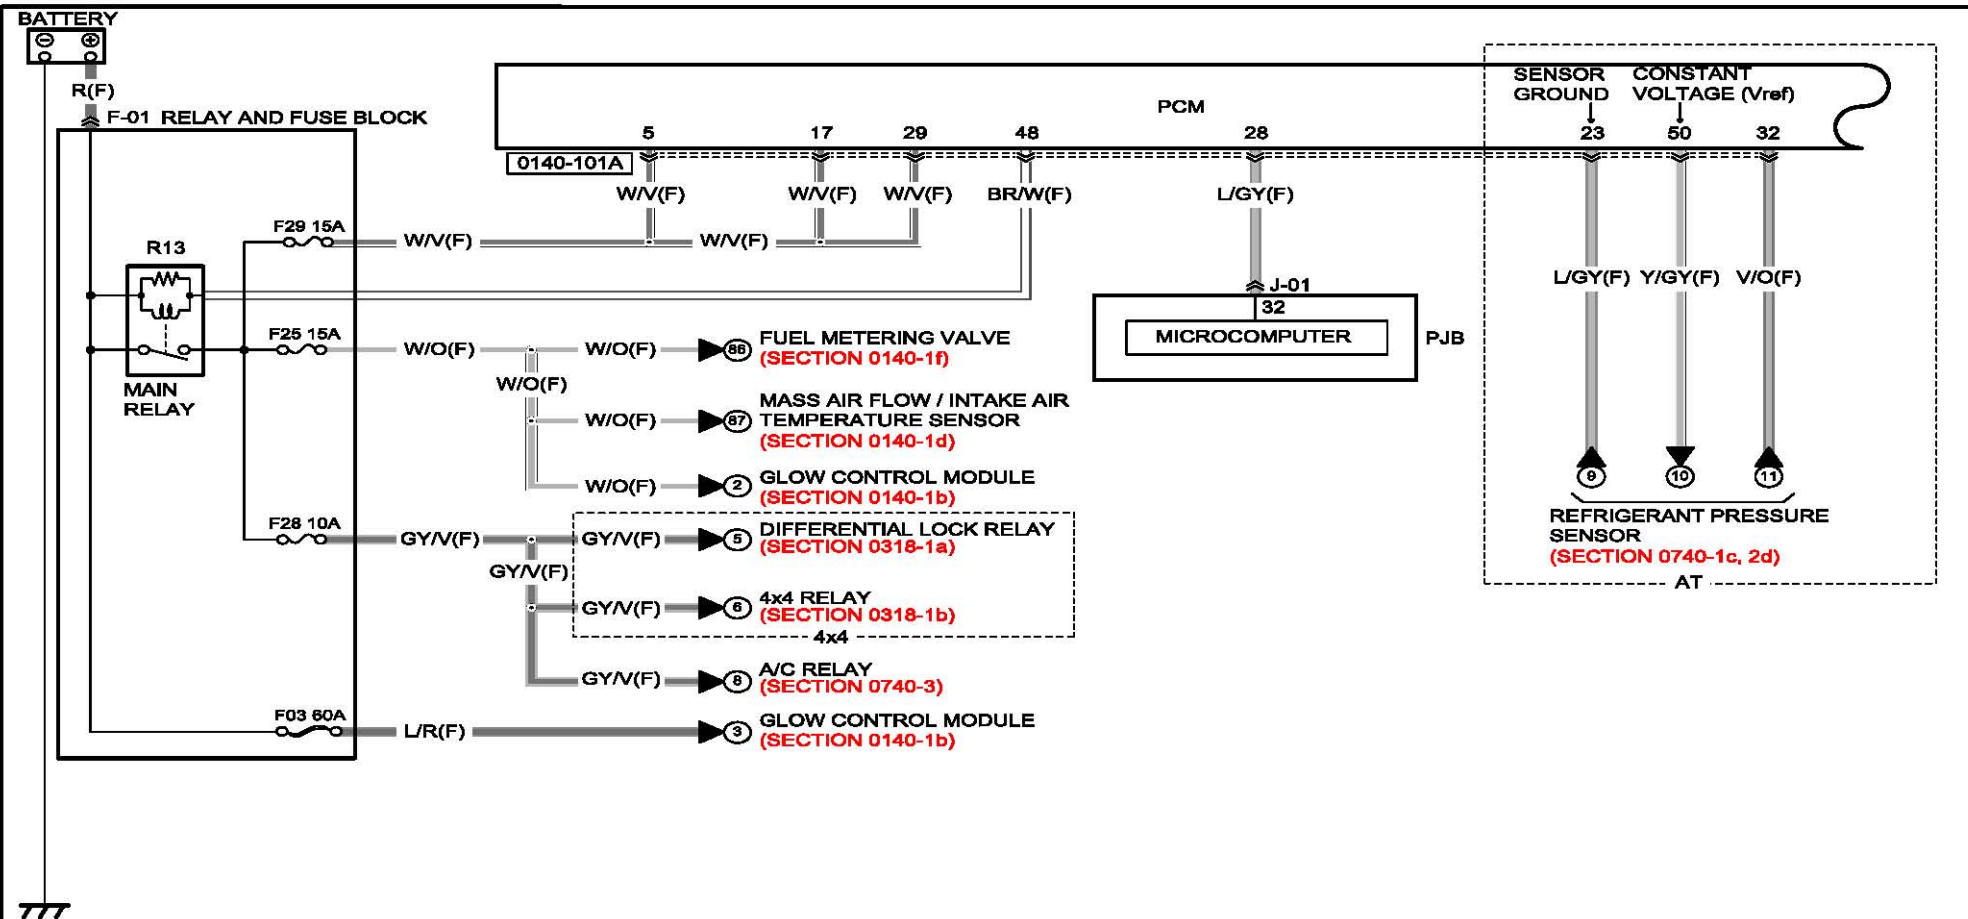 BATTERY
R(F)
F-01 RELAY AND FUSE BLOCK
PCM
SENSOR GROUND
CONSTANT VOLTAGE (Vref)
5 17 29 48 28 23 50 32
0140-101A
W/V(F) W/V(F) W/V(F) BR/W(F) L/GY(F)
F29 15A
W/V(F) W/V(F)
R13
L/GY(F) Y/GY(F) V/O(F)
J-01
32
MICROCOMPUTER
PJB
F25 15A
W/O(F) W/O(F)
86
FUEL METERING VALVE
(SECTION 0140-1f)
MAIN
RELAY
W/O(F)
W/O(F)
87
MASS AIR FLOW / INTAKE AIR
TEMPERATURE SENSOR
(SECTION 0140-1d)
W/O(F)
2
GLOW CONTROL MODULE
(SECTION 0140-1b)
9 10 11
REFRIGERANT PRESSURE
SENSOR
(SECTION 0740-1c, 2d)
AT
F28 10A
GY/V(F) GY/V(F)
5
DIFFERENTIAL LOCK RELAY
(SECTION 0318-1a)
GY/V(F)
GY/V(F)
6
4x4 RELAY
(SECTION 0318-1b)
4x4
GY/V(F)
8
A/C RELAY
(SECTION 0740-3)
F03 60A
L/R(F)
3
GLOW CONTROL MODULE
(SECTION 0140-1b)